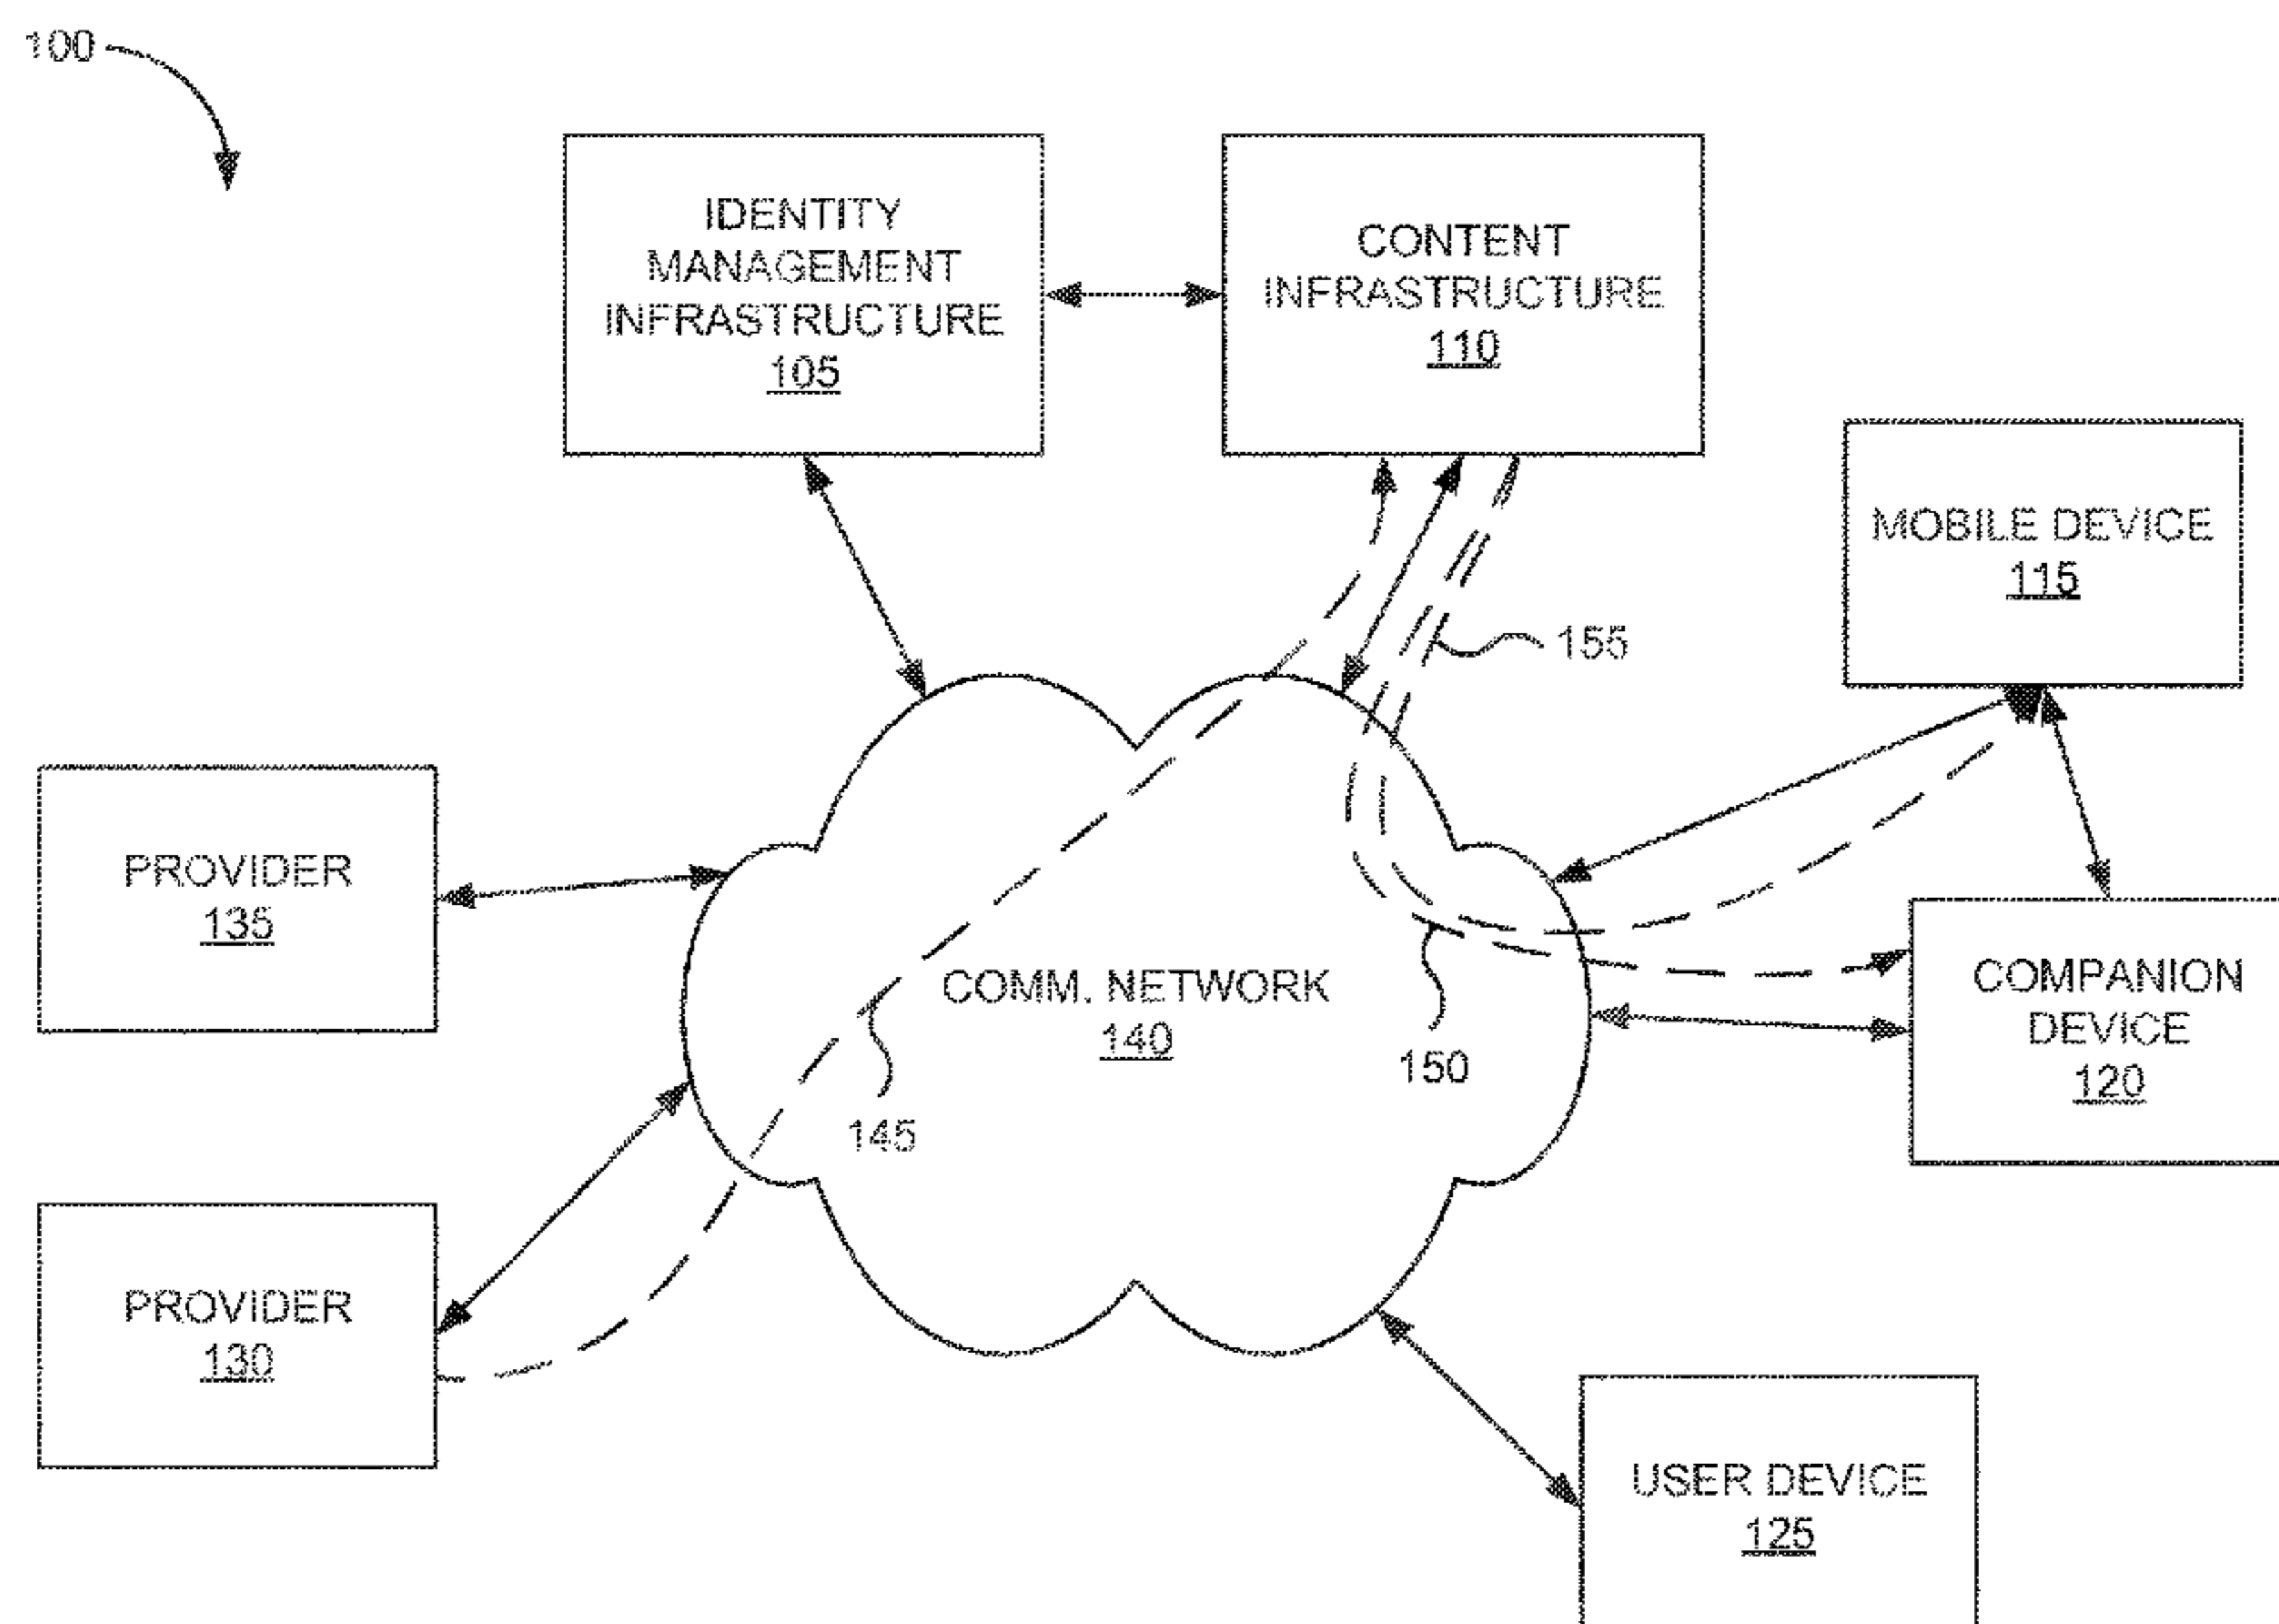 100
IDENTITY
MANAGEMENT
INFRASTRUCTURE
105
CONTENT
INFRASTRUCTURE
110
MOBILE DEVICE
115
155
PROVIDER
135
COMM. NETWORK
140
150
COMPANION
DEVICE
120
145
PROVIDER
130
USER DEVICE
125